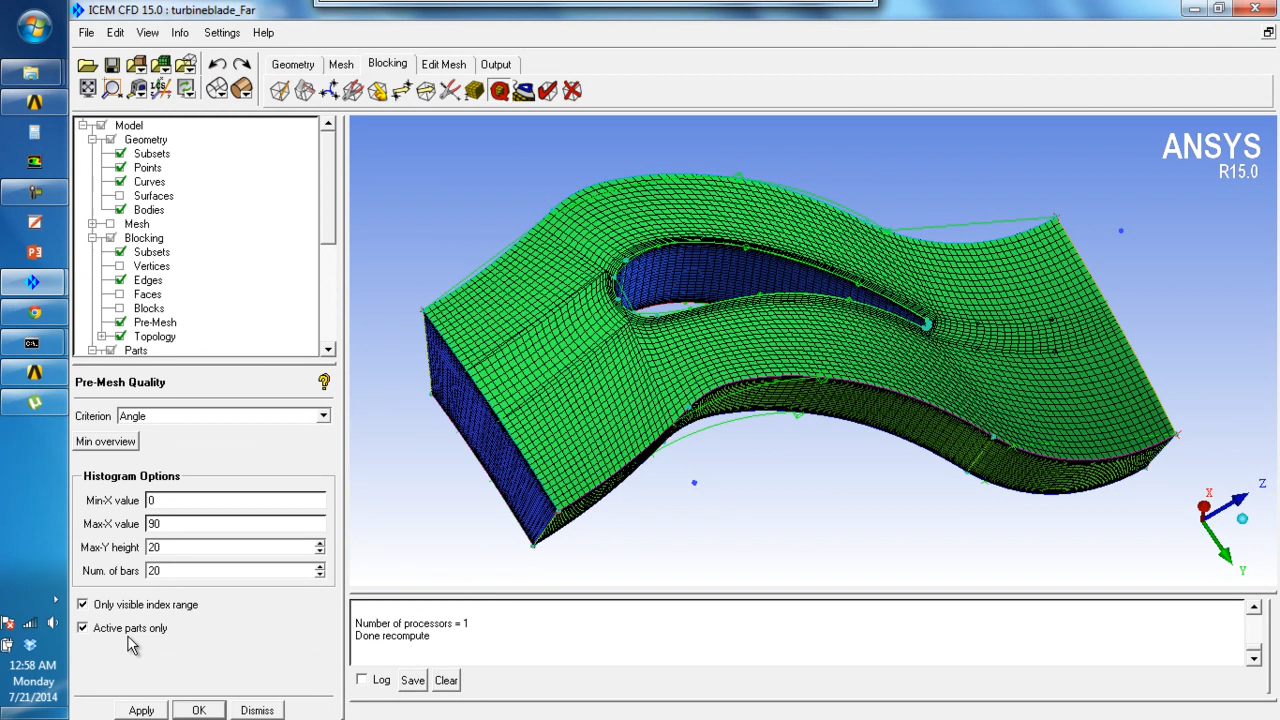 ICEM CFD 15.0 : turbineblade_Far
File Edit View Info Settings Help
Geometry Mesh Blocking Edit Mesh Output
Model
Geometry
Subsets
Points
Curves
Surfaces
Bodies
Mesh
Blocking
Subsets
Vertices
Edges
Faces
Blocks
Pre-Mesh
Topology
Parts
Pre-Mesh Quality
Criterion Angle
Min overview
Histogram Options
Min-X value 0
Max-X value 90
Max-Y height 20
Num. of bars 20
Only visible index range
Active parts only
Apply OK Dismiss
ANSYS
R15.0
X
Z
Y
Number of processors = 1
Done recompute
Log Save Clear
12:58 AM
Monday
7/21/2014